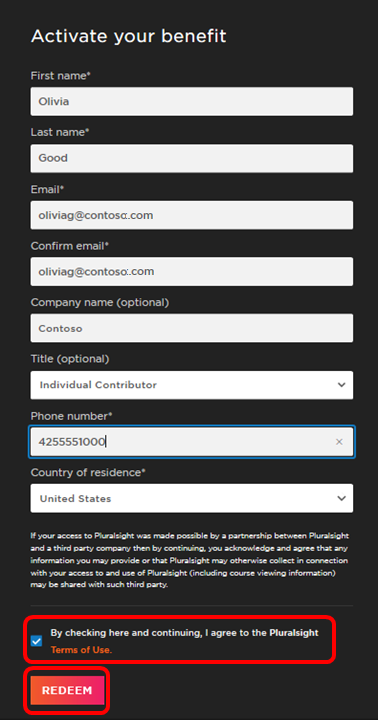 Activate your benefit
First name*
Olivia
Last name*
Good
Email*
oliviag@contoso.com
Confirm email*
oliviag@contoso.com
Company name (optional)
Contoso
Title (optional)
Individual Contributor
Phone number*
4255551000
Country of residence*
United States
If your access to Pluralsight was made possible by a partnership between Pluralsight
and a third party company then by continuing, you acknowledge and agree that any
information you may provide or that Pluralsight may otherwise collect in connection
with your access to and use of Pluralsight (including course viewing information)
may be shared with such third party.
By checking here and continuing, I agree to the Pluralsight
Terms of Use.
REDEEM